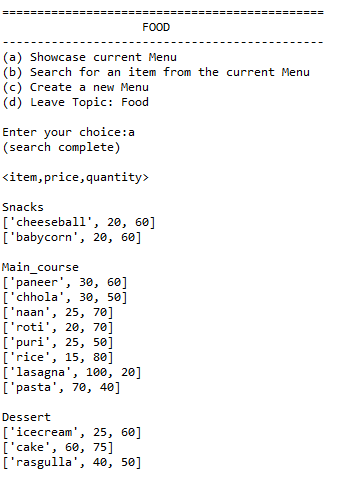 ==============================================
FOOD
----------------------------------------------
(a) Showcase current Menu
(b) Search for an item from the current Menu
(c) Create a new Menu
(d) Leave Topic: Food
Enter your choice:a
(search complete)
<item,price,quantity>
Snacks
['cheeseball', 20, 60]
['babycorn', 20, 60]
Main_course
['paneer', 30, 60]
['chhola', 30, 50]
['naan', 25, 70]
['roti', 20, 70]
['puri', 25, 50]
['rice', 15, 80]
['lasagna', 100, 20]
['pasta', 70, 40]
Dessert
['icecream', 25, 60]
['cake', 60, 75]
['rasgulla', 40, 50]